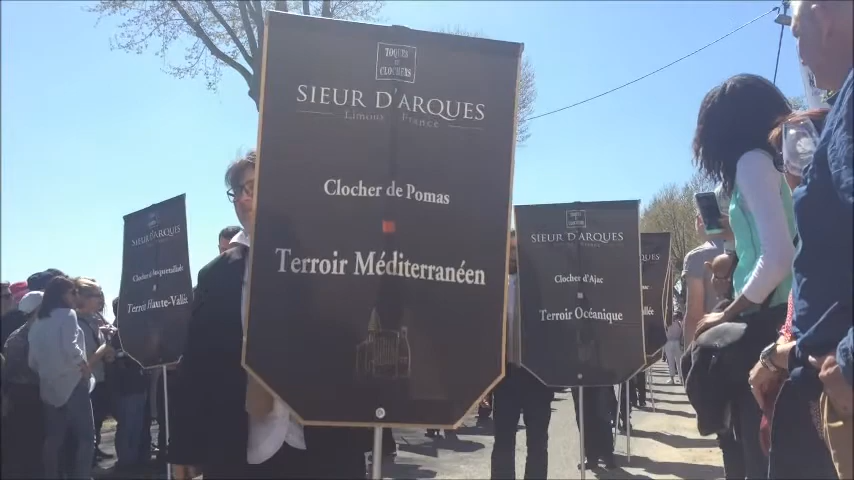 TOQUES
ET
CLOCHERS
SIEUR D'ARQUES
Limoux France
Clocher de Pomas
Terroir Méditerranéen
SIEUR D'ARQUES
Terroir Haute-Vallée
SIEUR D'ARQUES
Clocher d'Ajac
Terroir Océanique